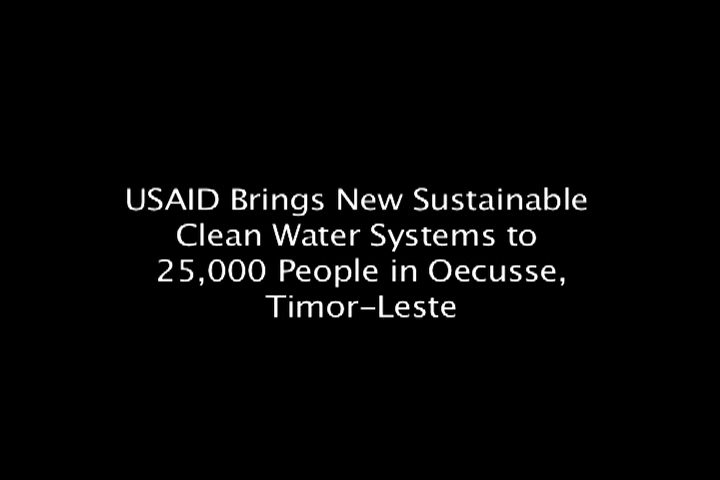 USAID Brings New Sustainable
Clean Water Systems to
25,000 People in Oecusse,
Timor-Leste